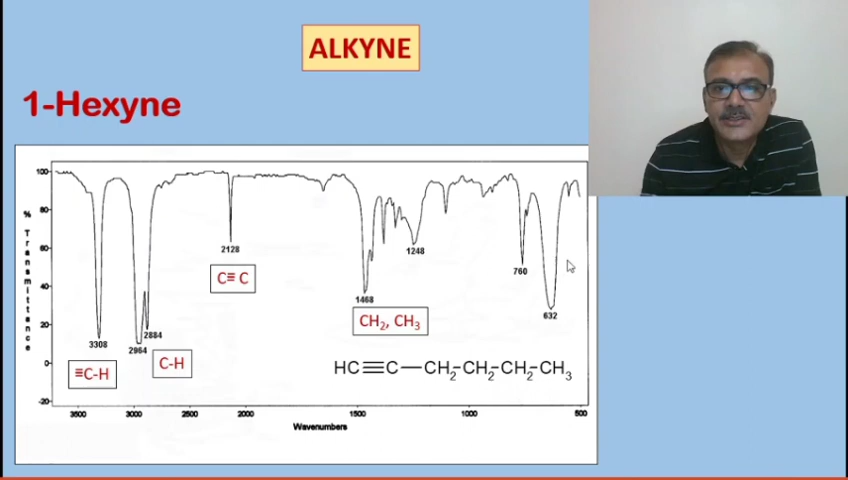 ALKYNE
1-Hexyne
% Transmittance
100
80
60
40
20
0
-20
3308
2964
2884
2128
1468
1248
760
632
≡C-H
C-H
C≡C
CH₂, CH₃
HC≡C—CH₂-CH₂-CH₂-CH₃
3500 3000 2500 2000 1500 1000 500
Wavenumbers